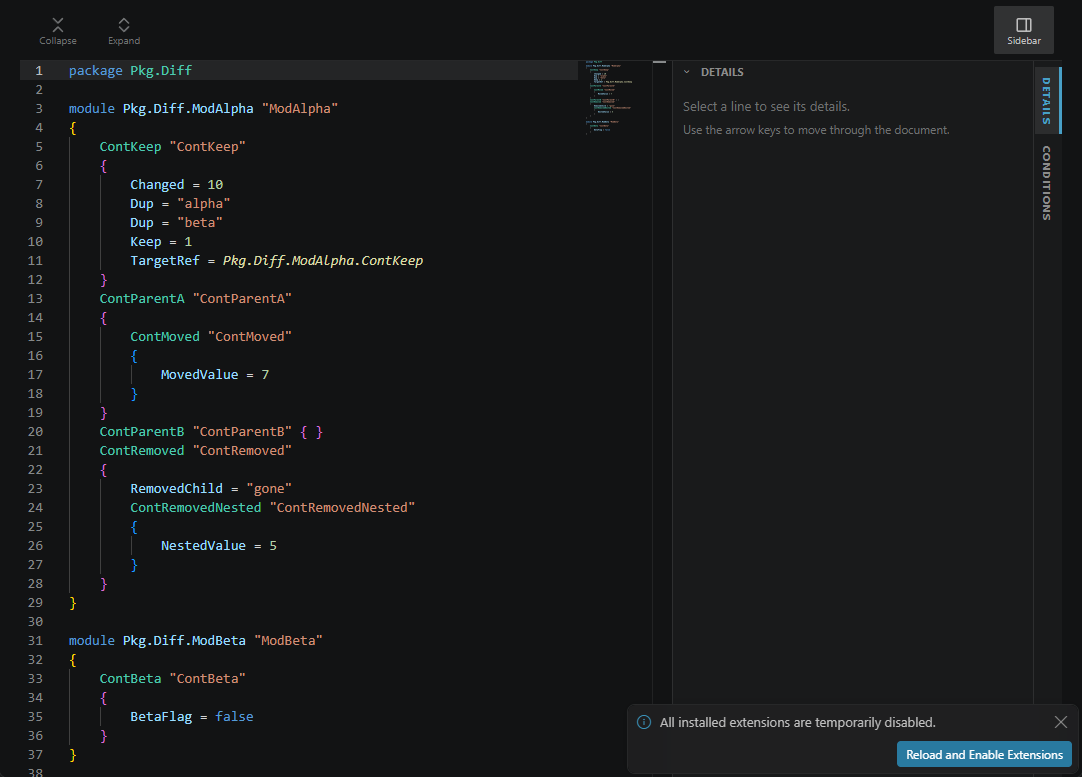 Collapse
Expand
Sidebar
1 package Pkg.Diff
2
3 module Pkg.Diff.ModAlpha "ModAlpha"
4 {
5 ContKeep "ContKeep"
6 {
7 Changed = 10
8 Dup = "alpha"
9 Dup = "beta"
10 Keep = 1
11 TargetRef = Pkg.Diff.ModAlpha.ContKeep
12 }
13 ContParentA "ContParentA"
14 {
15 ContMoved "ContMoved"
16 {
17 MovedValue = 7
18 }
19 }
20 ContParentB "ContParentB" { }
21 ContRemoved "ContRemoved"
22 {
23 RemovedChild = "gone"
24 ContRemovedNested "ContRemovedNested"
25 {
26 NestedValue = 5
27 }
28 }
29 }
30
31 module Pkg.Diff.ModBeta "ModBeta"
32 {
33 ContBeta "ContBeta"
34 {
35 BetaFlag = false
36 }
37 }
38
DETAILS
Select a line to see its details.
Use the arrow keys to move through the document.
DETAILS
CONDITIONS
All installed extensions are temporarily disabled.
Reload and Enable Extensions